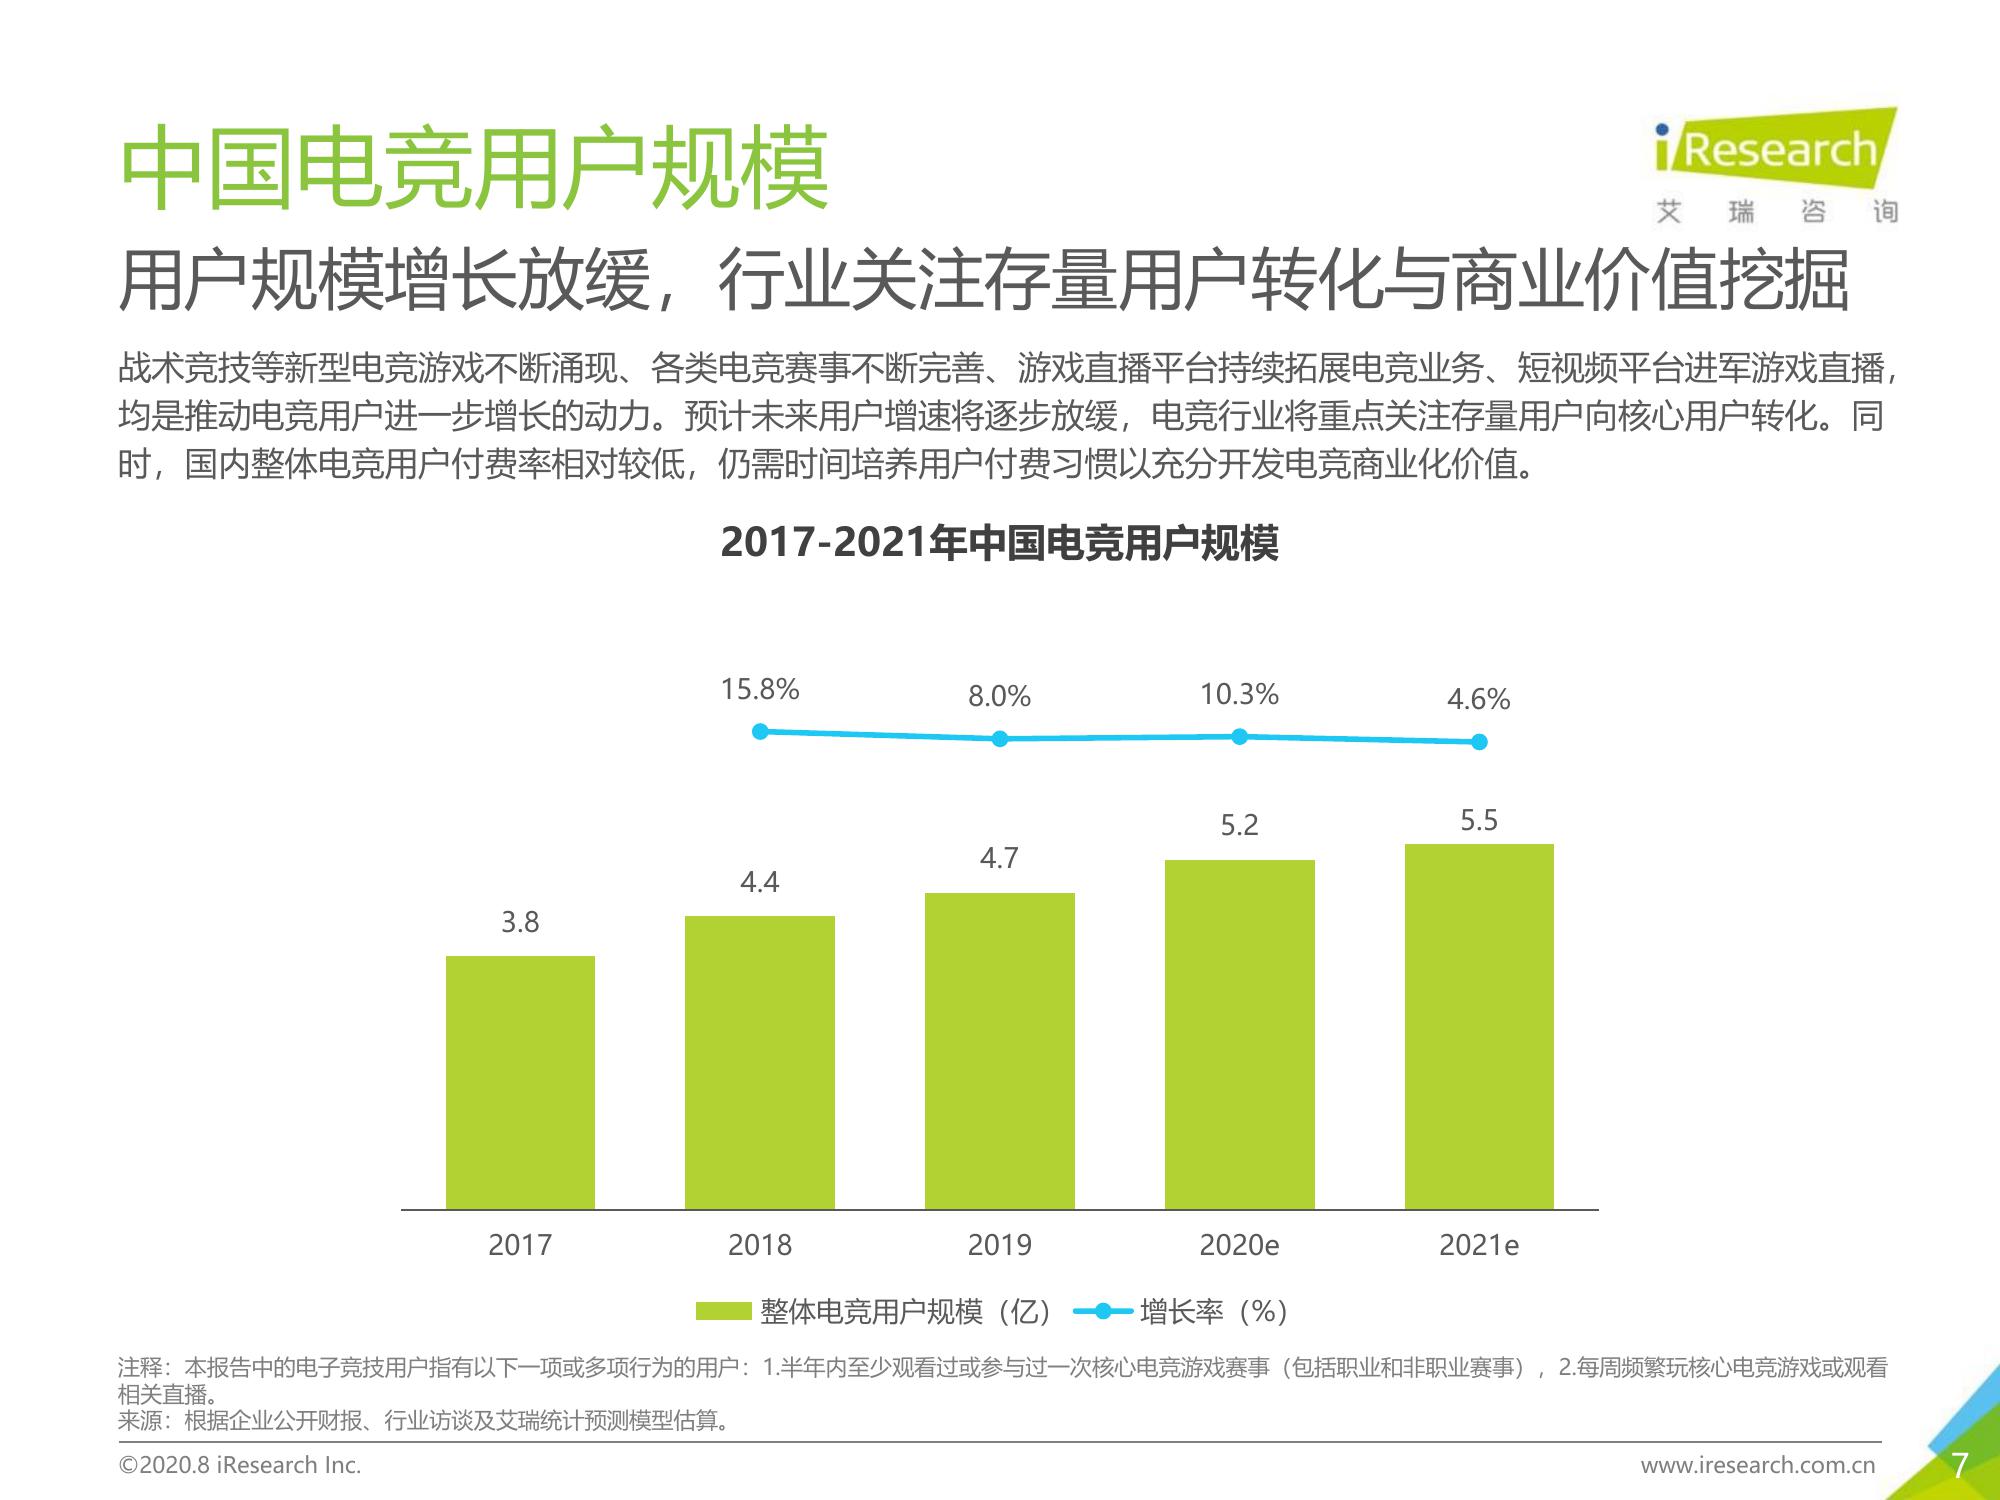 中国电竞用户规模
iResearch
艾瑞咨询
用户规模增长放缓，行业关注存量用户转化与商业价值挖掘
战术竞技等新型电竞游戏不断涌现、各类电竞赛事不断完善、游戏直播平台持续拓展电竞业务、短视频平台进军游戏直播，
均是推动电竞用户进一步增长的动力。预计未来用户增速将逐步放缓，电竞行业将重点关注存量用户向核心用户转化。同
时，国内整体电竞用户付费率相对较低，仍需时间培养用户付费习惯以充分开发电竞商业化价值。
2017-2021年中国电竞用户规模
15.8% 8.0% 10.3% 4.6%
3.8 4.4 4.7 5.2 5.5
2017 2018 2019 2020e 2021e
整体电竞用户规模（亿） 增长率（%）
注释：本报告中的电子竞技用户指有以下一项或多项行为的用户：1.半年内至少观看过或参与过一次核心电竞游戏赛事（包括职业和非职业赛事），2.每周频繁玩核心电竞游戏或观看
相关直播。
来源：根据企业公开财报、行业访谈及艾瑞统计预测模型估算。
©2020.8 iResearch Inc. www.iresearch.com.cn 7